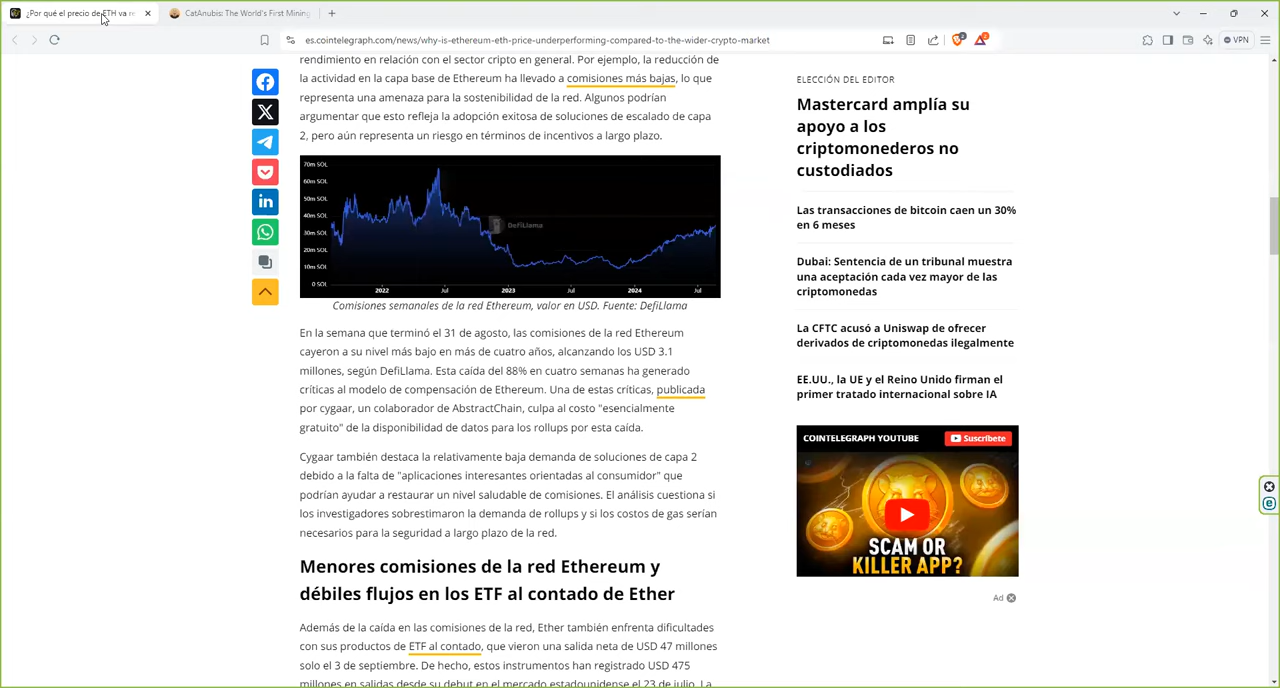 ¿Por qué el precio de ETH va re
CatAnubis: The World's First Mining
es.cointelegraph.com/news/why-is-ethereum-eth-price-underperforming-compared-to-the-wider-crypto-market
VPN
rendimiento en relación con el sector cripto en general. Por ejemplo, la reducción de
la actividad en la capa base de Ethereum ha llevado a comisiones más bajas, lo que
representa una amenaza para la sostenibilidad de la red. Algunos podrían
argumentar que esto refleja la adopción exitosa de soluciones de escalado de capa
2, pero aún representa un riesgo en términos de incentivos a largo plazo.
70m SOL
60m SOL
50m SOL
40m SOL
30m SOL
20m SOL
10m SOL
0 SOL
DefiLlama
2022 Jul 2023 Jul 2024 Jul
Comisiones semanales de la red Ethereum, valor en USD. Fuente: DefiLlama
En la semana que terminó el 31 de agosto, las comisiones de la red Ethereum
cayeron a su nivel más bajo en más de cuatro años, alcanzando los USD 3.1
millones, según DefiLlama. Esta caída del 88% en cuatro semanas ha generado
críticas al modelo de compensación de Ethereum. Una de estas críticas, publicada
por cygaar, un colaborador de AbstractChain, culpa al costo "esencialmente
gratuito" de la disponibilidad de datos para los rollups por esta caída.
Cygaar también destaca la relativamente baja demanda de soluciones de capa 2
debido a la falta de "aplicaciones interesantes orientadas al consumidor" que
podrían ayudar a restaurar un nivel saludable de comisiones. El análisis cuestiona si
los investigadores sobrestimaron la demanda de rollups y si los costos de gas serían
necesarios para la seguridad a largo plazo de la red.
Menores comisiones de la red Ethereum y
débiles flujos en los ETF al contado de Ether
Además de la caída en las comisiones de la red, Ether también enfrenta dificultades
con sus productos de ETF al contado, que vieron una salida neta de USD 47 millones
solo el 3 de septiembre. De hecho, estos instrumentos han registrado USD 475
millones en salidas desde su debut en el mercado estadounidense el 23 de julio. La
ELECCIÓN DEL EDITOR
Mastercard amplía su
apoyo a los
criptomonederos no
custodiados
Las transacciones de bitcoin caen un 30%
en 6 meses
Dubai: Sentencia de un tribunal muestra
una aceptación cada vez mayor de las
criptomonedas
La CFTC acusó a Uniswap de ofrecer
derivados de criptomonedas ilegalmente
EE.UU., la UE y el Reino Unido firman el
primer tratado internacional sobre IA
COINTELEGRAPH YOUTUBE
Suscríbete
SCAM OR
KILLER APP?
Ad